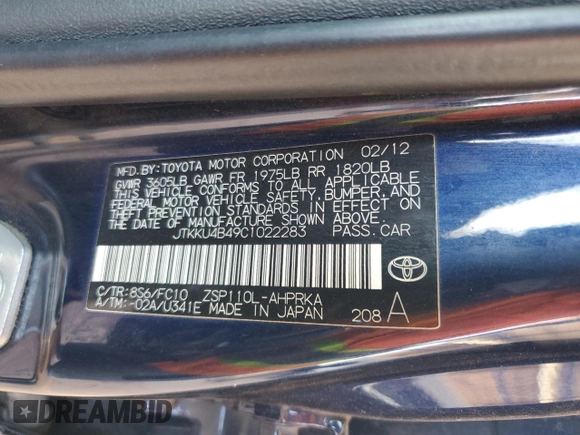 MFD.BY:TOYOTA MOTOR CORPORATION 02/12
GVWR 3605LB GAWR FR 1975LB RR 1820LB
THIS VEHICLE CONFORMS TO ALL APPLICABLE
FEDERAL MOTOR VEHICLE SAFETY, BUMPER, AND
THEFT PREVENTION STANDARDS IN EFFECT ON
THE DATE OF MANUFACTURE SHOWN ABOVE.
JTKKU4B49C1022283 PASS.CAR
C/TR:8S6/FC10 ZSP110L-AHPRKA
A/TM:-02A/U341E MADE IN JAPAN 208 A
DREAMBID